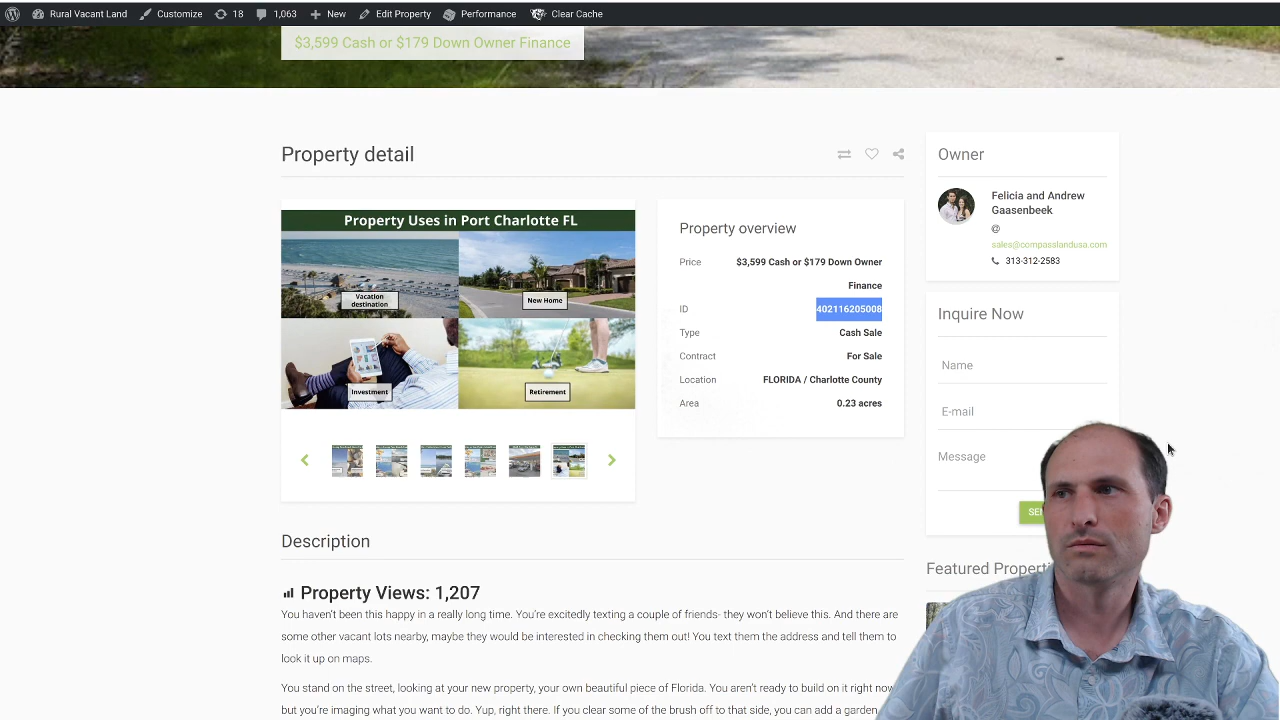 Rural Vacant Land Customize 18 1,063 New Edit Property Performance Clear Cache
$3,599 Cash or $179 Down Owner Finance
Property detail
Property Uses in Port Charlotte FL
Vacation
destination
New Home
Investment
Retirement
Property overview
Price $3,599 Cash or $179 Down Owner
Finance
ID 402116205008
Type Cash Sale
Contract For Sale
Location FLORIDA / Charlotte County
Area 0.23 acres
Owner
Felicia and Andrew
Gaasenbeek
@
sales@compasslandusa.com
313-312-2583
Inquire Now
Name
E-mail
Message
Description
Property Views: 1,207
You haven't been this happy in a really long time. You're excitedly texting a couple of friends- they won't believe this. And there are
some other vacant lots nearby, maybe they would be interested in checking them out! You text them the address and tell them to
look it up on maps.
You stand on the street, looking at your new property, your own beautiful piece of Florida. You aren't ready to build on it right now
but you're imaging what you want to do. Yup, right there. If you clear some of the brush off to that side, you can add a garden
Featured